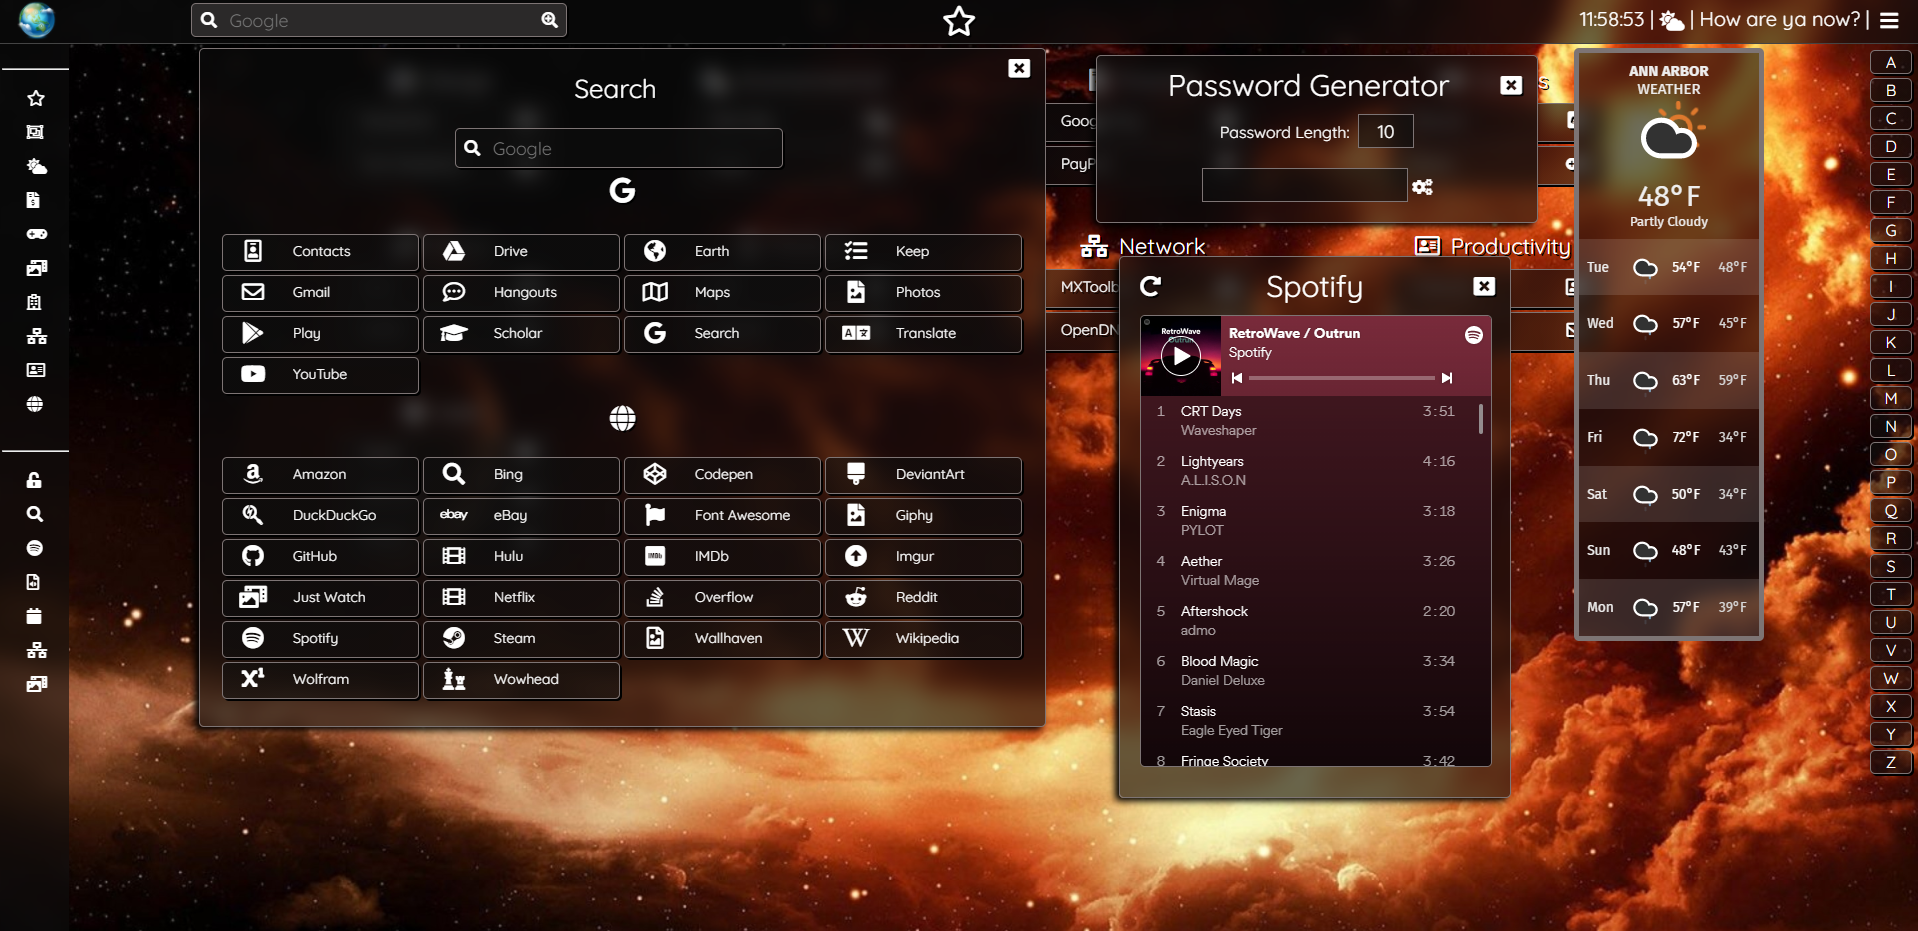 Google
11:58:53 | | How are ya now? |
Search
Google
Contacts
Drive
Earth
Keep
Gmail
Hangouts
Maps
Photos
Play
Scholar
Search
Translate
YouTube
Amazon
Bing
Codepen
DeviantArt
DuckDuckGo
ebay
eBay
Font Awesome
Giphy
GitHub
Hulu
IMDb
IMDb
Imgur
Just Watch
Netflix
Overflow
Reddit
Spotify
Steam
Wallhaven
Wikipedia
Wolfram
Wowhead
Goog
PayP
s
Password Generator
Password Length: 10
Network
Productivity
MXToolb
OpenDN
Spotify
RetroWave
Outrun
RetroWave / Outrun
Spotify
1 CRT Days 3:51
Waveshaper
2 Lightyears 4:16
A.L.I.S.O.N
3 Enigma 3:18
PYLOT
4 Aether 3:26
Virtual Mage
5 Aftershock 2:20
admo
6 Blood Magic 3:34
Daniel Deluxe
7 Stasis 3:54
Eagle Eyed Tiger
8 Fringe Society 3:42
ANN ARBOR
WEATHER
48°F
Partly Cloudy
Tue 54°F 48°F
Wed 57°F 45°F
Thu 63°F 59°F
Fri 72°F 34°F
Sat 50°F 34°F
Sun 48°F 43°F
Mon 57°F 39°F
A
B
C
D
E
F
G
H
I
J
K
L
M
N
O
P
Q
R
S
T
U
V
W
X
Y
Z